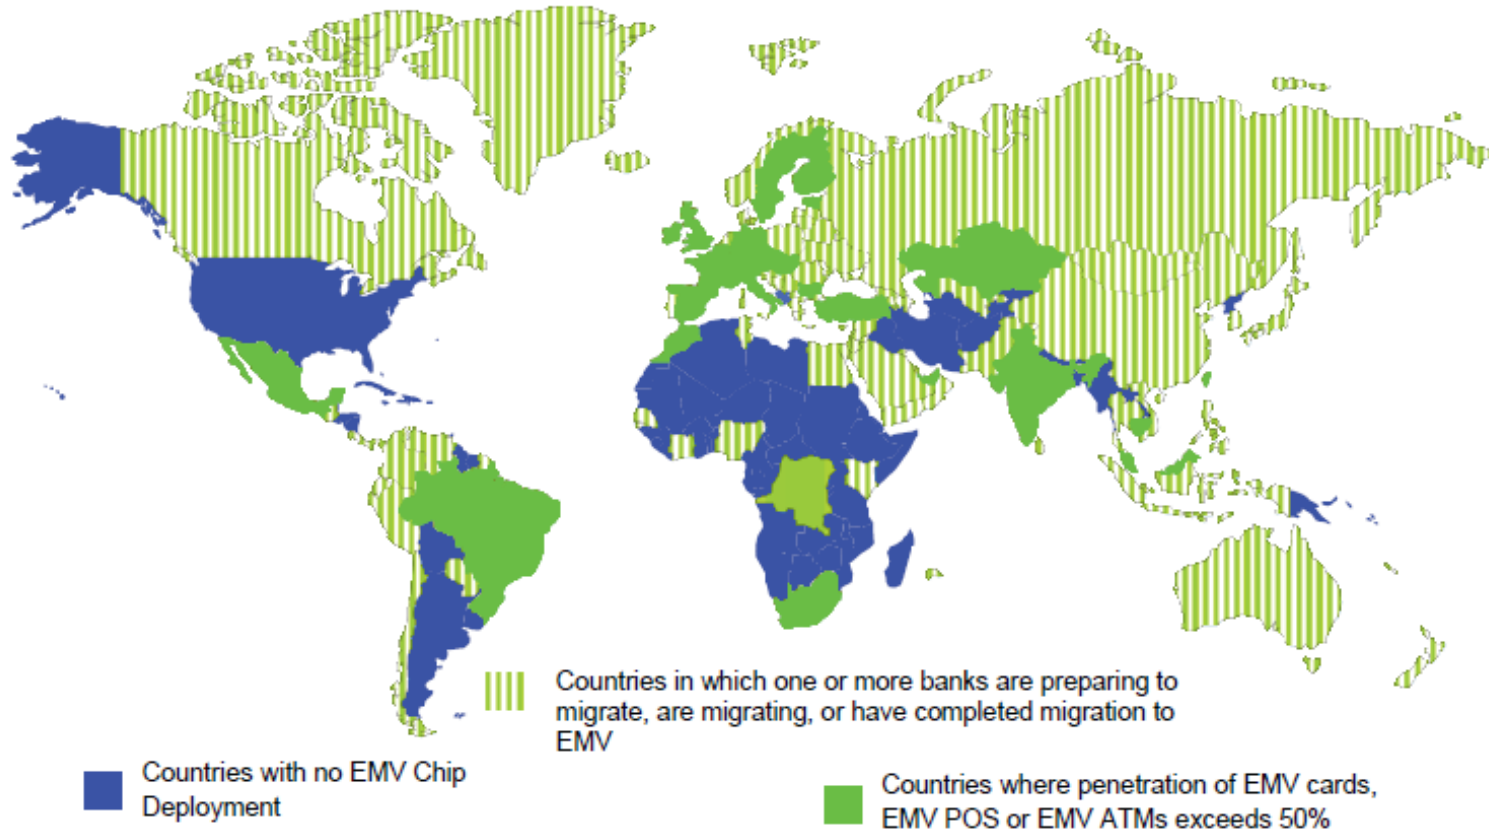 Countries in which one or more banks are preparing to
migrate, are migrating, or have completed migration to
EMV
Countries with no EMV Chip
Deployment
Countries where penetration of EMV cards,
EMV POS or EMV ATMs exceeds 50%